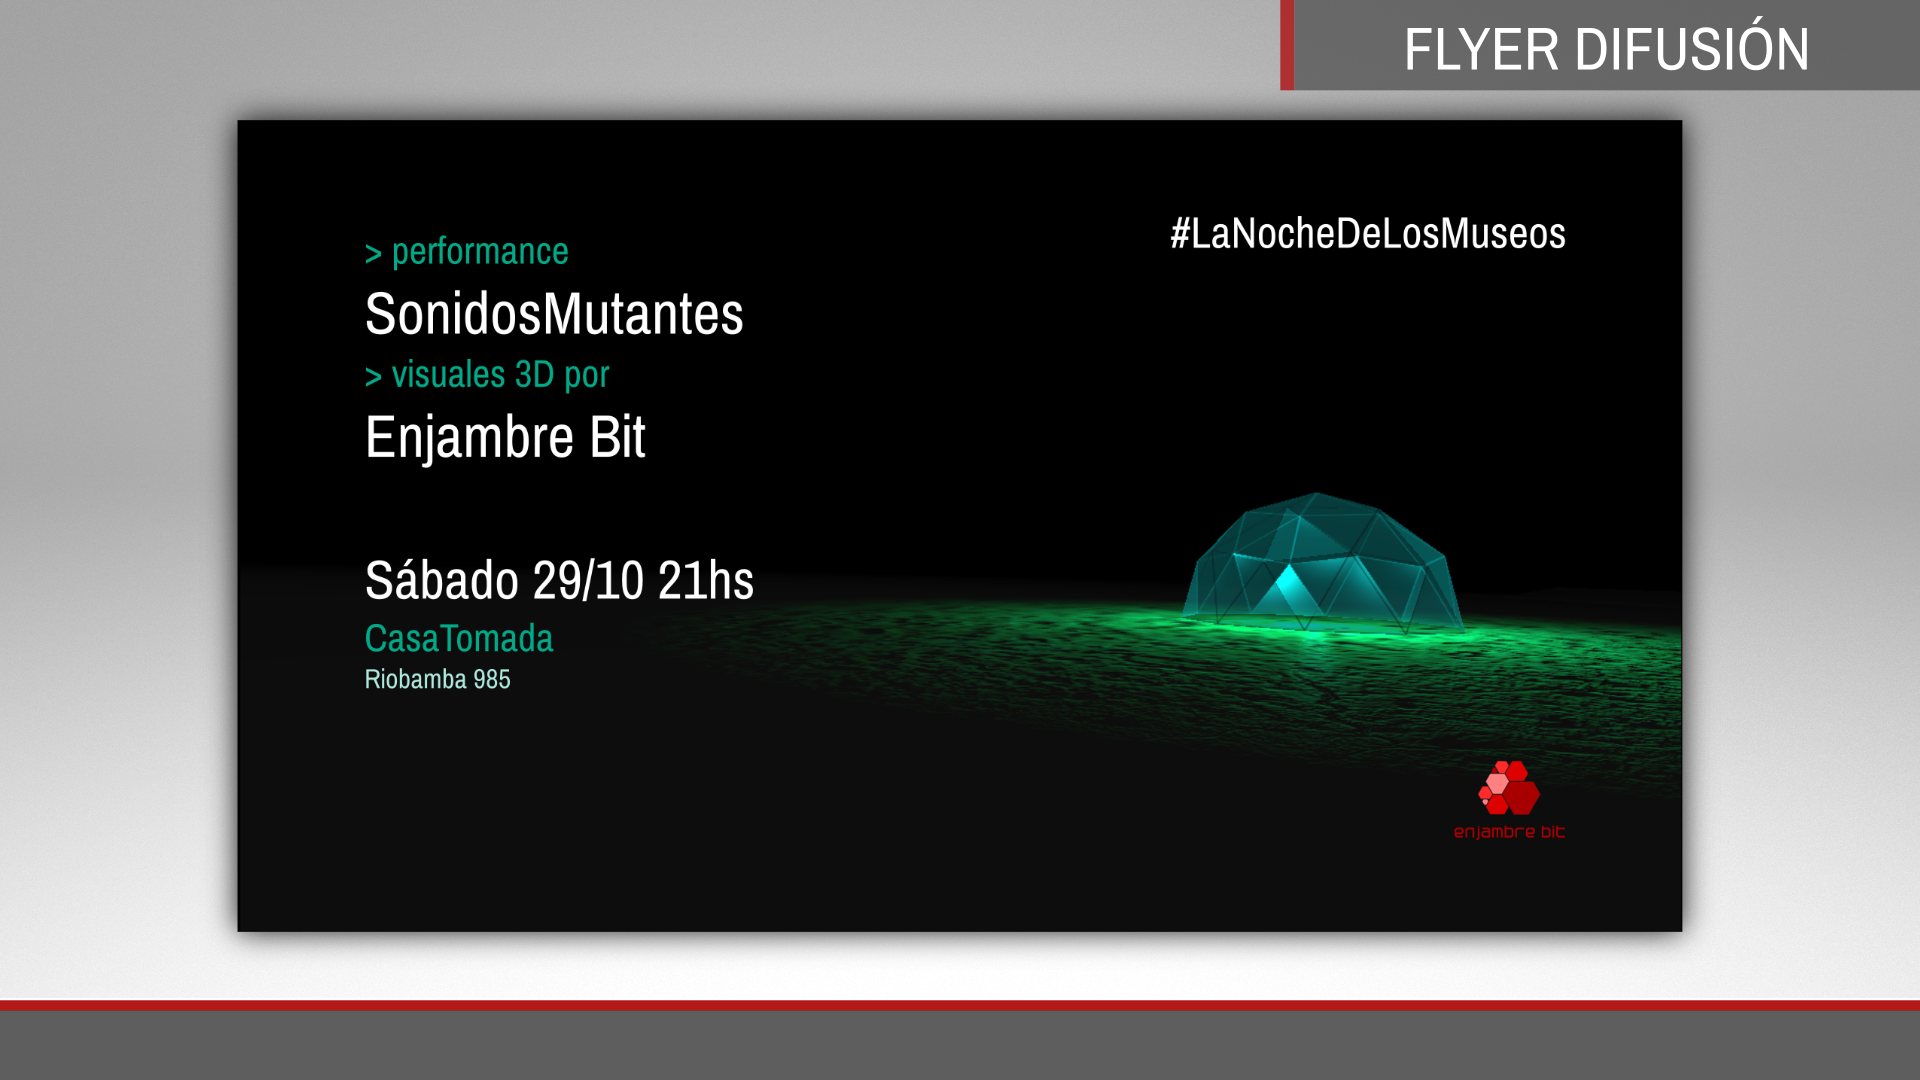 FLYER DIFUSIÓN
#LaNocheDeLosMuseos
> performance
SonidosMutantes
> visuales 3D por
Enjambre Bit
Sábado 29/10 21hs
CasaTomada
Riobamba 985
enjambre bit